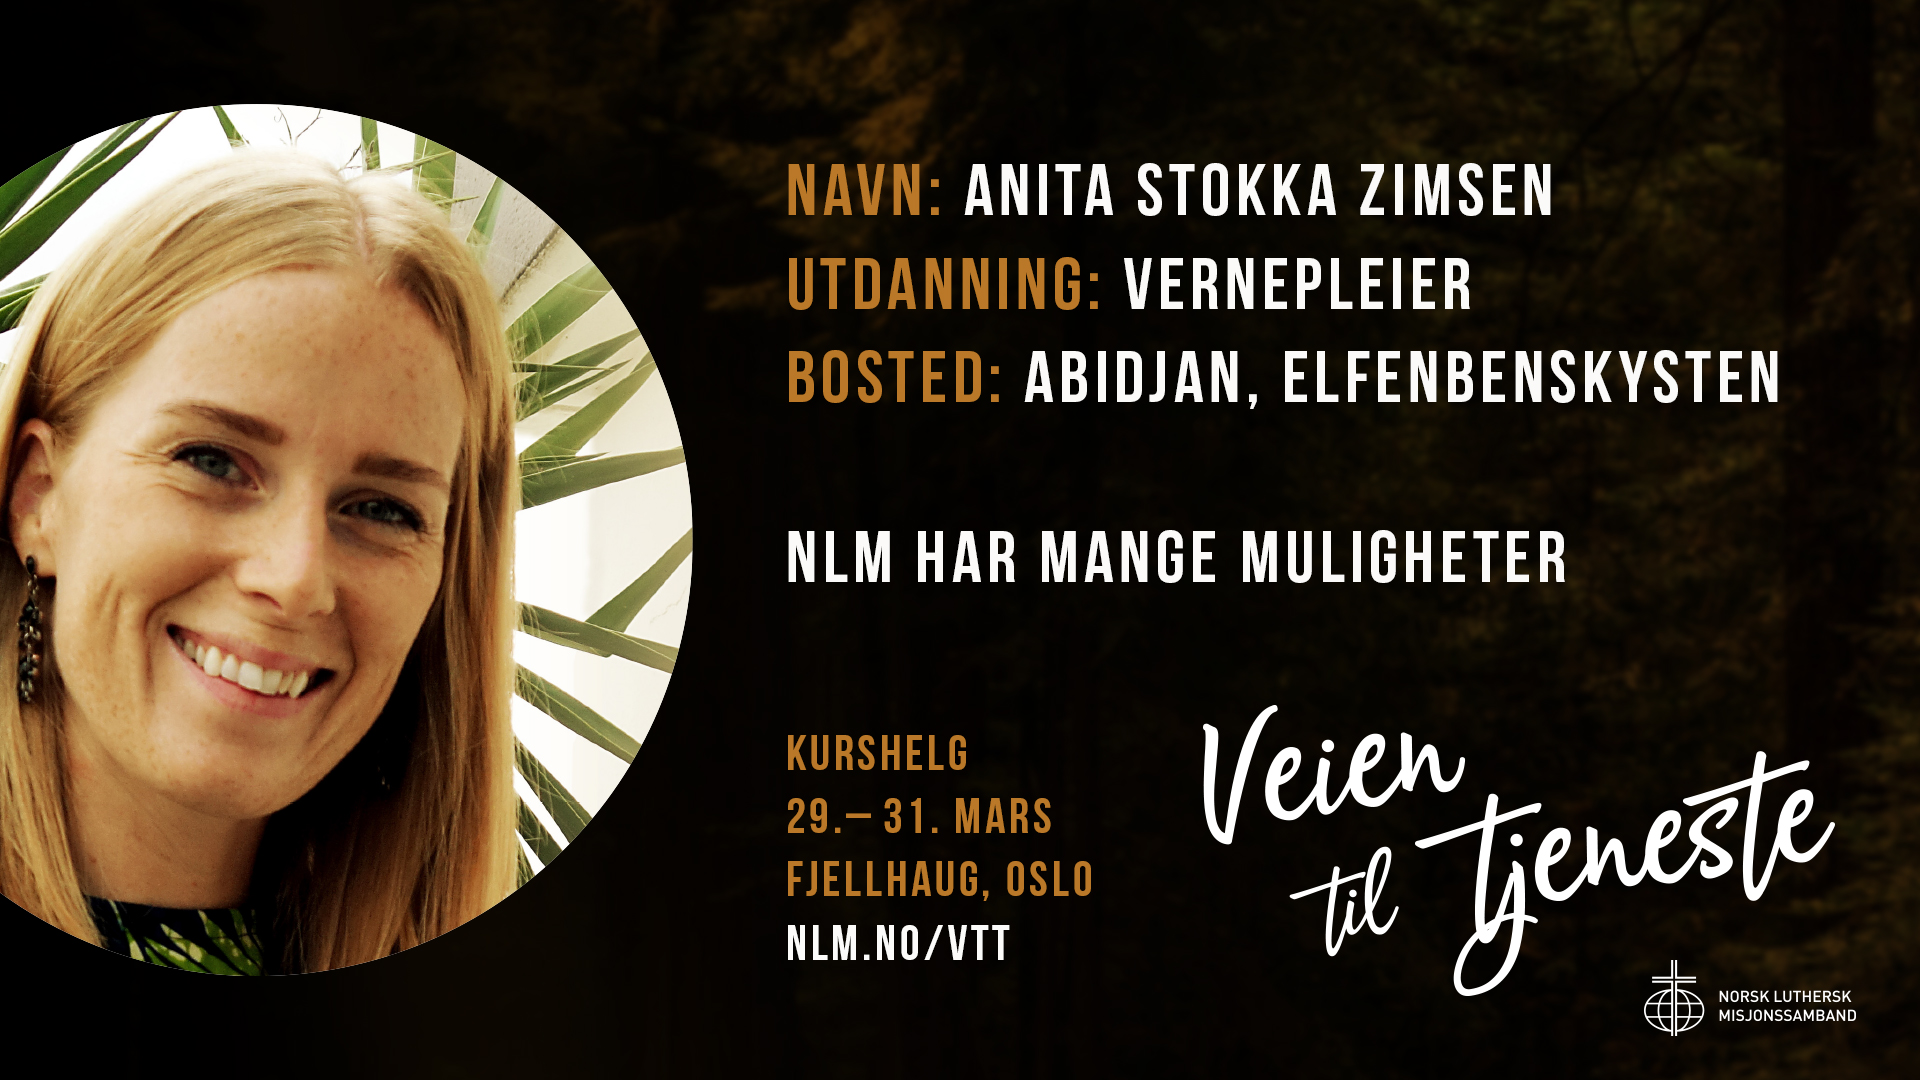 NAVN: ANITA STOKKA ZIMSEN
UTDANNING: VERNEPLEIER
BOSTED: ABIDJAN, ELFENBENSKYSTEN
NLM HAR MANGE MULIGHETER
KURSHELG
29.– 31. MARS
FJELLHAUG, OSLO
NLM.NO/VTT
Veien
til tjeneste
NORSK LUTHERSK
MISJONSSAMBAND